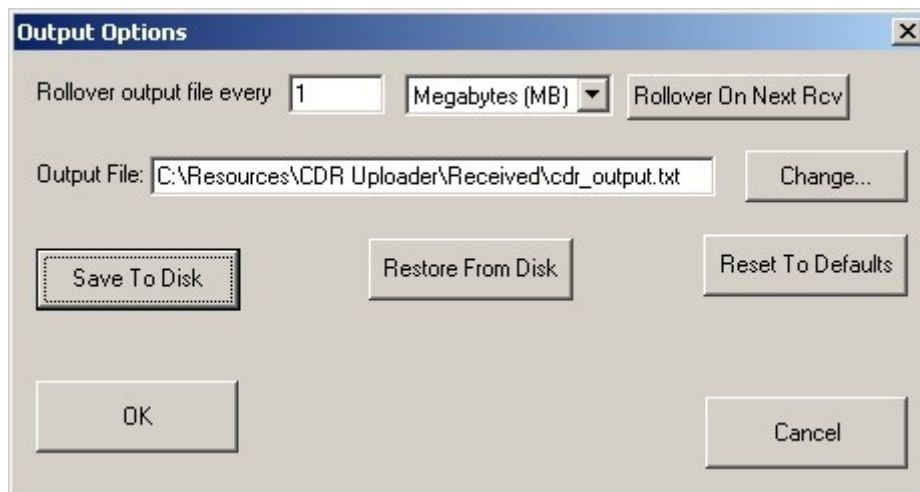 Output Options
Rollover output file every 1 Megabytes (MB) Rollover On Next Rcv
Output File: C:\Resources\CDR Uploader\Received\cdr_output.txt Change...
Save To Disk Restore From Disk Reset To Defaults
OK
Cancel